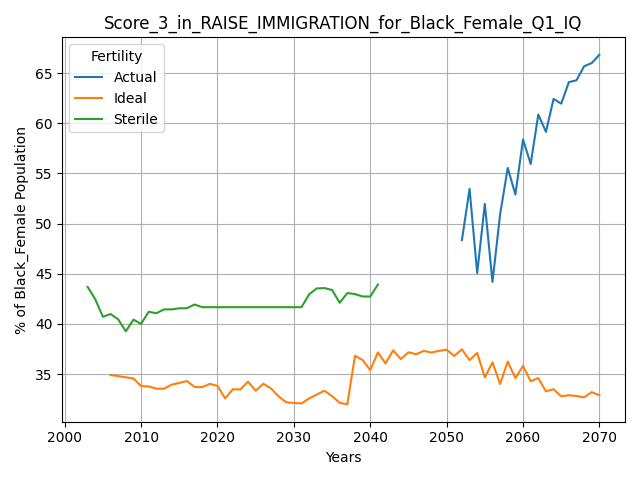 Score_3_in_RAISE_IMMIGRATION_for_Black_Female_Q1_IQ
Fertility
Actual
Ideal
Sterile
% of Black_Female Population
65
60
55
50
45
40
35
2000
2010
2020
2030
2040
2050
2060
2070
Years